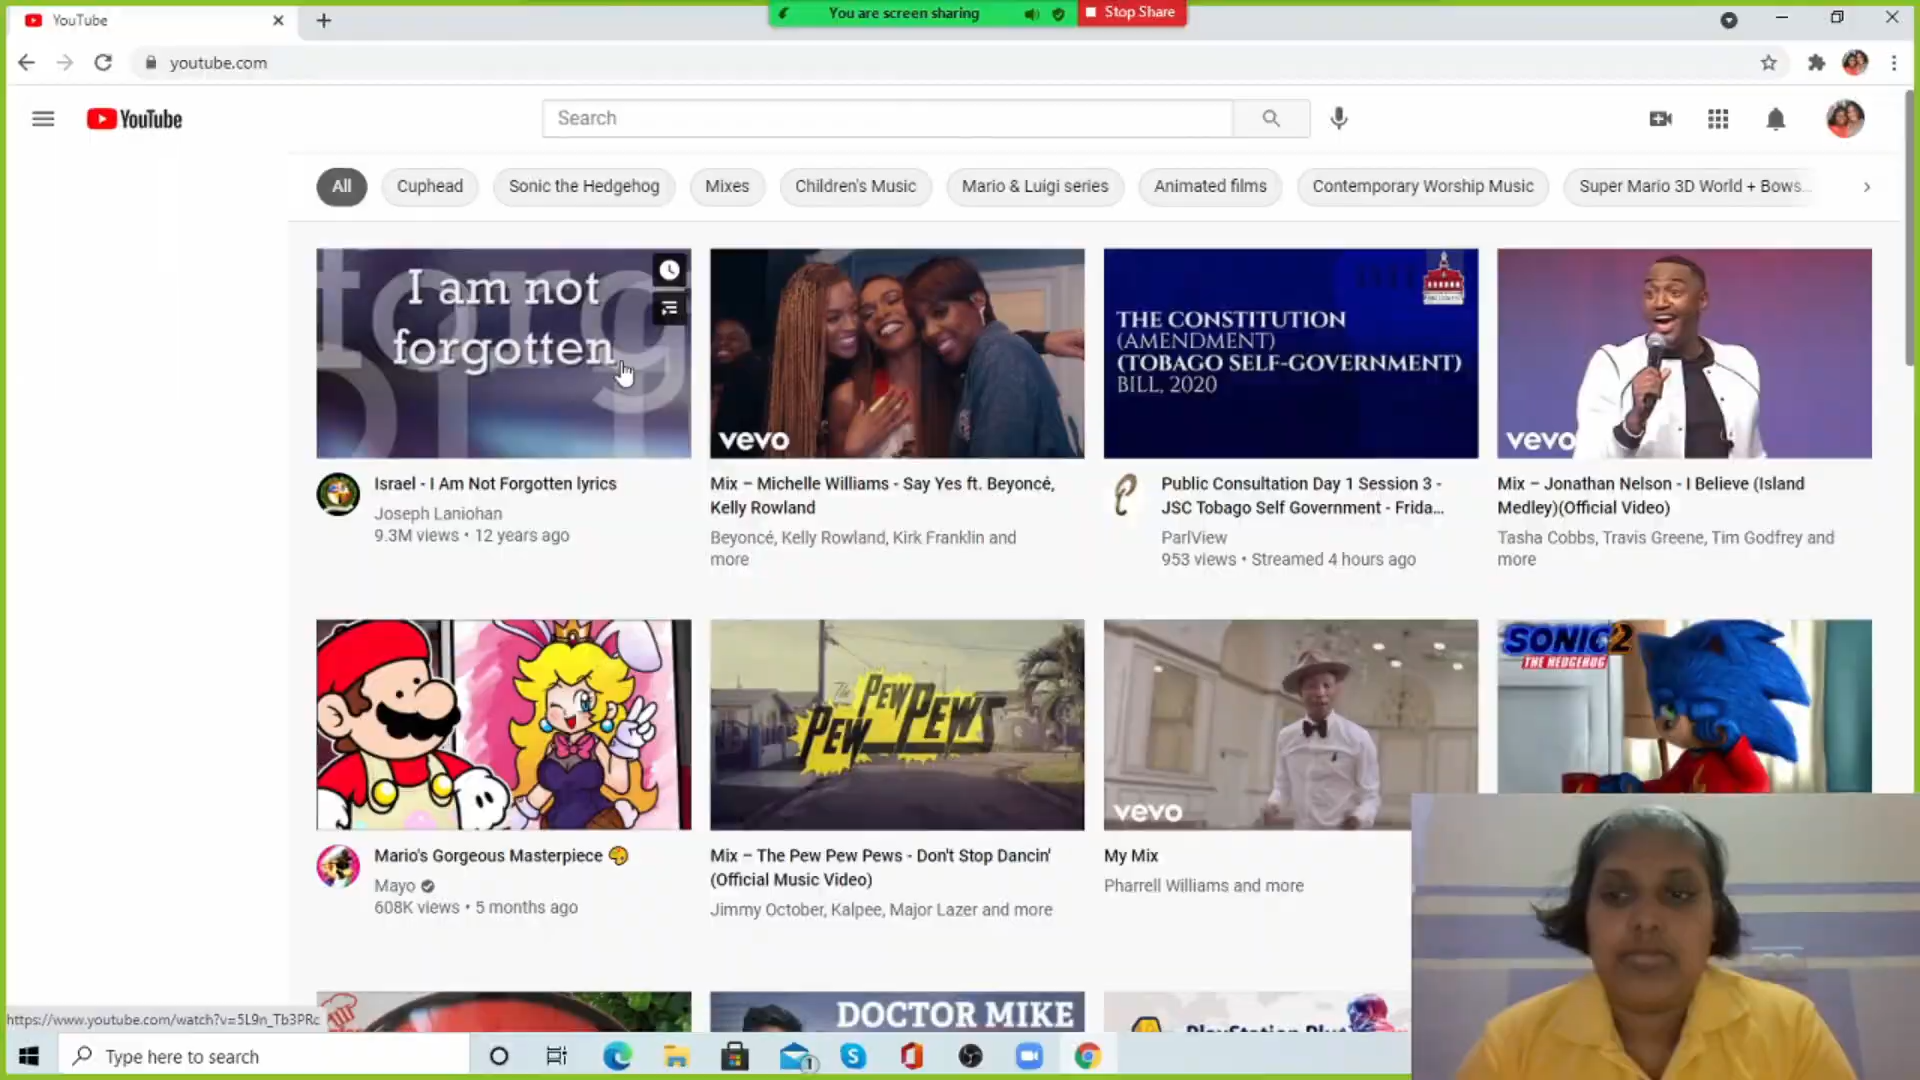 YouTube
You are screen sharing
Stop Share
youtube.com
YouTube
Search
All
Cuphead
Sonic the Hedgehog
Mixes
Children's Music
Mario & Luigi series
Animated films
Contemporary Worship Music
Super Mario 3D World + Bows...
I am not
forgotten
vevo
THE CONSTITUTION
(AMENDMENT)
(TOBAGO SELF-GOVERNMENT)
BILL, 2020
vevo
Israel - I Am Not Forgotten lyrics
Joseph Laniohan
9.3M views • 12 years ago
Mix – Michelle Williams - Say Yes ft. Beyoncé,
Kelly Rowland
Beyoncé, Kelly Rowland, Kirk Franklin and
more
Public Consultation Day 1 Session 3 -
JSC Tobago Self Government - Frida...
ParlView
953 views • Streamed 4 hours ago
Mix – Jonathan Nelson - I Believe (Island
Medley)(Official Video)
Tasha Cobbs, Travis Greene, Tim Godfrey and
more
The
PEW PEW
PEWS
vevo
SONIC 2
THE HEDGEHOG
Mario's Gorgeous Masterpiece 🎨
Mayo
608K views • 5 months ago
Mix – The Pew Pew Pews - Don't Stop Dancin'
(Official Music Video)
Jimmy October, Kalpee, Major Lazer and more
My Mix
Pharrell Williams and more
DOCTOR MIKE
PlayStation Plus
https://www.youtube.com/watch?v=5L9n_Tb3PRc
Type here to search
1